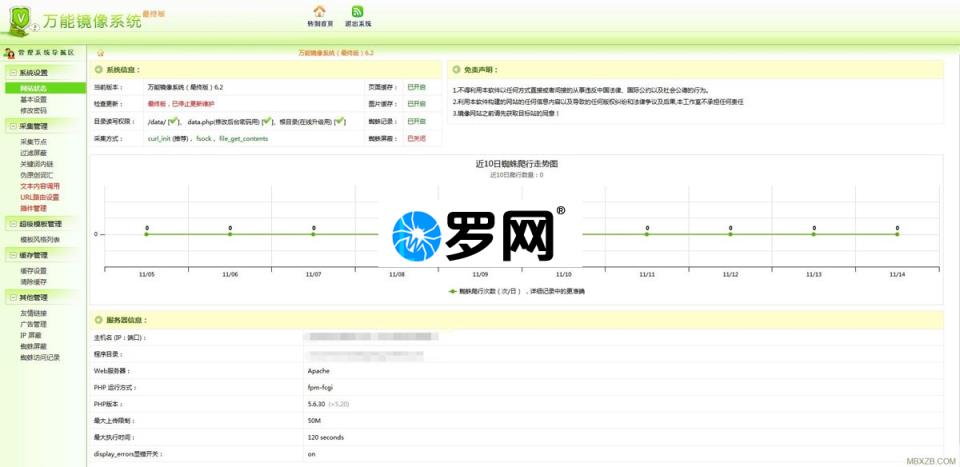 万能镜像系统 最终版
转到首页 退出系统
管理系统导航区
万能镜像系统（最终版）6.2
系统设置
网站状态
基本设置
修改密码
采集管理
采集节点
过滤屏蔽
关键词内链
伪原创词汇
文本内容调用
URL路由设置
插件管理
超级模板管理
模板风格列表
缓存管理
缓存设置
清除缓存
其他管理
友情链接
广告管理
IP 屏蔽
蜘蛛屏蔽
蜘蛛访问记录
系统信息：
当前版本： 万能镜像系统（最终版）6.2 页面缓存： 已开启
检查更新： 最终版，已停止更新维护 图片缓存： 已开启
目录读写权限： /data/ [ ]、 data.php(修改后台密码用) [ ]、根目录(在线升级用) [ ] 蜘蛛记录： 已开启
采集方式： curl_init (推荐) 、fsock 、file_get_contents 蜘蛛屏蔽： 已关闭
免责声明：
1.不得利用本软件以任何方式直接或者间接的从事违反中国法律、国际公约以及社会公德的行为。
2.利用本软件构建的网站的任何信息内容以及导致的任何版权纠纷和法律争议及后果,本工作室不承担任何责任
3.镜像网站之前请先获取目标站的同意！
近10日蜘蛛爬行走势图
近10日爬行数量：0
0 0 0 0 0 0 0 0
0
罗网®
11/05 11/06 11/07 11/08 11/09 11/10 11/11 11/12 11/13 11/14
蜘蛛爬行次数（次/日），详细记录中的更准确
服务器信息：
主机名 (IP：端口)：
程序目录：
Web服务器： Apache
PHP 运行方式： fpm-fcgi
PHP版本： 5.6.30 (>5.20)
最大上传限制： 50M
最大执行时间： 120 seconds
display_errors显错开关： on
MBXZB.COM